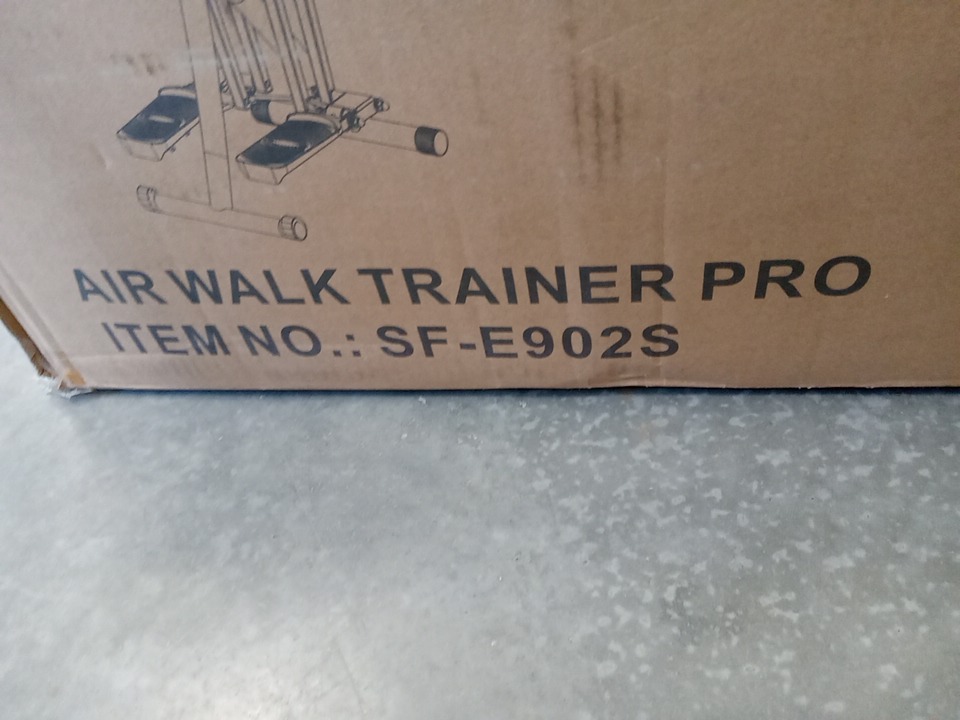 AIR WALK TRAINER PRO
ITEM NO.: SF-E902S